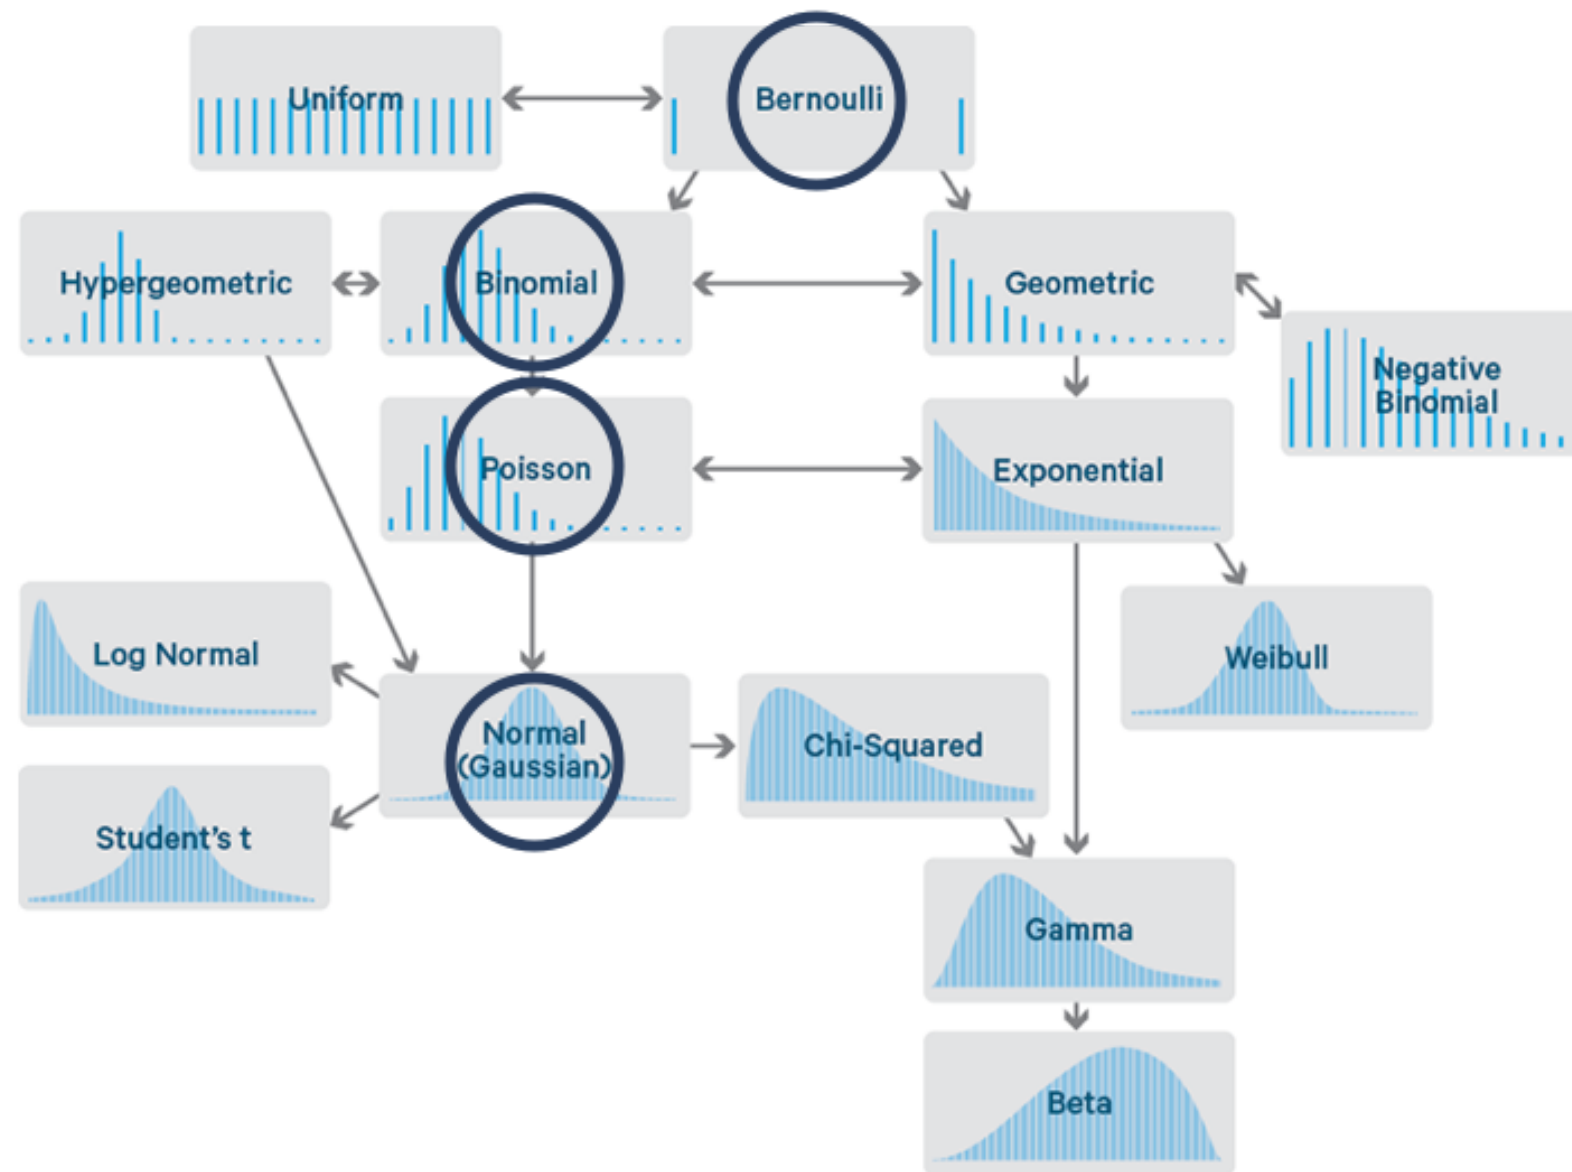 Uniform
Bernoulli
Hypergeometric
Binomial
Geometric
Negative
Binomial
Poisson
Exponential
Log Normal
Weibull
Normal
(Gaussian)
Chi-Squared
Student’s t
Gamma
Beta